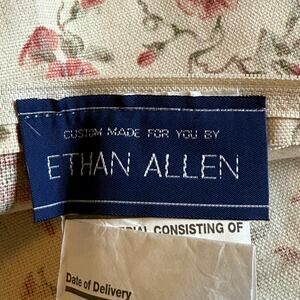 CUSTOM MADE FOR YOU BY
ETHAN ALLEN
CONSISTING OF
Date of Delivery